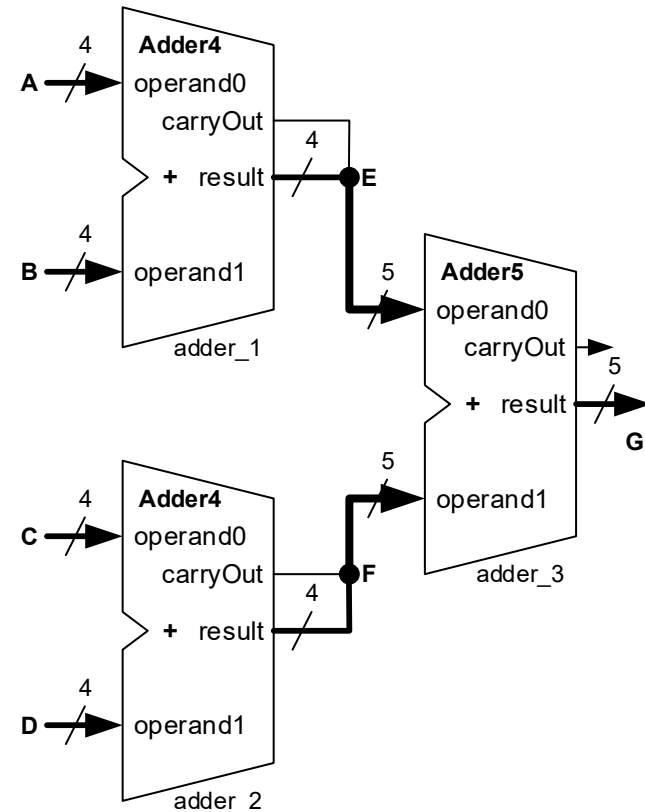 4
Adder4
A
operand0
carryOut
4
+ result
E
4
B
operand1
adder_1
5
Adder5
operand0
carryOut
5
+ result
G
5
operand1
adder_3
4
Adder4
C
operand0
carryOut
F
4
+ result
4
D
operand1
adder_2